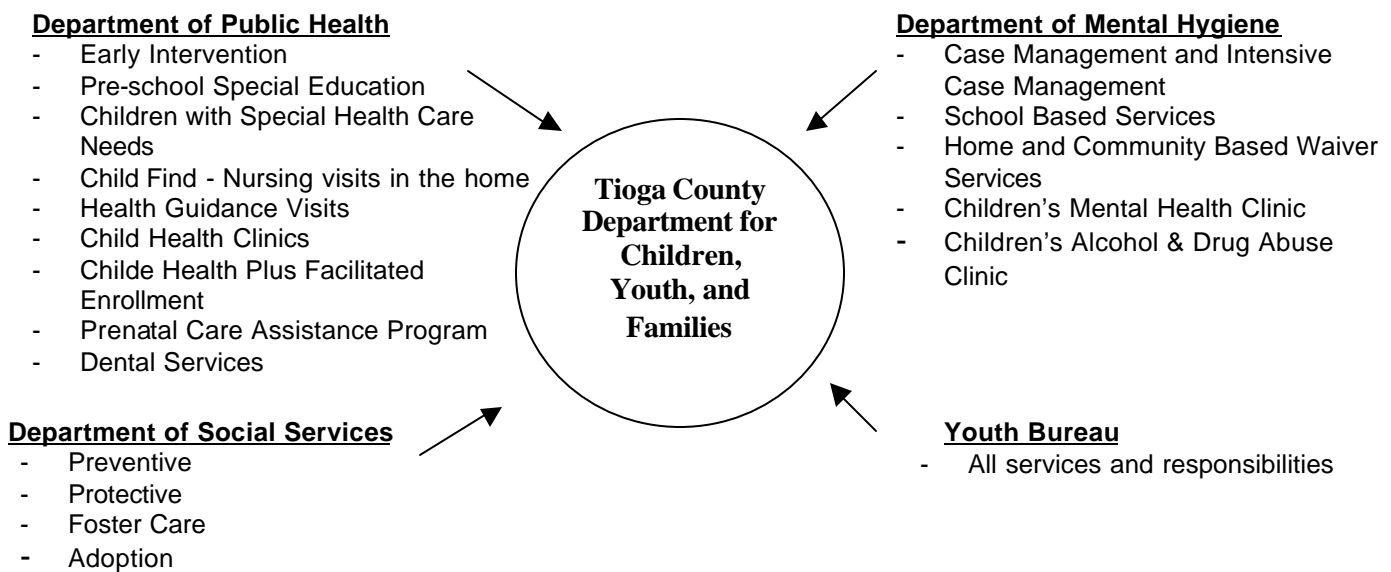 Department of Public Health
- Early Intervention
- Pre-school Special Education
- Children with Special Health Care
Needs
- Child Find - Nursing visits in the home
- Health Guidance Visits
- Child Health Clinics
- Childe Health Plus Facilitated
Enrollment
- Prenatal Care Assistance Program
- Dental Services
Department of Mental Hygiene
- Case Management and Intensive
Case Management
- School Based Services
- Home and Community Based Waiver
Services
- Children's Mental Health Clinic
- Children's Alcohol & Drug Abuse
Clinic
Tioga County
Department for
Children,
Youth, and
Families
Department of Social Services
- Preventive
- Protective
- Foster Care
- Adoption
Youth Bureau
- All services and responsibilities